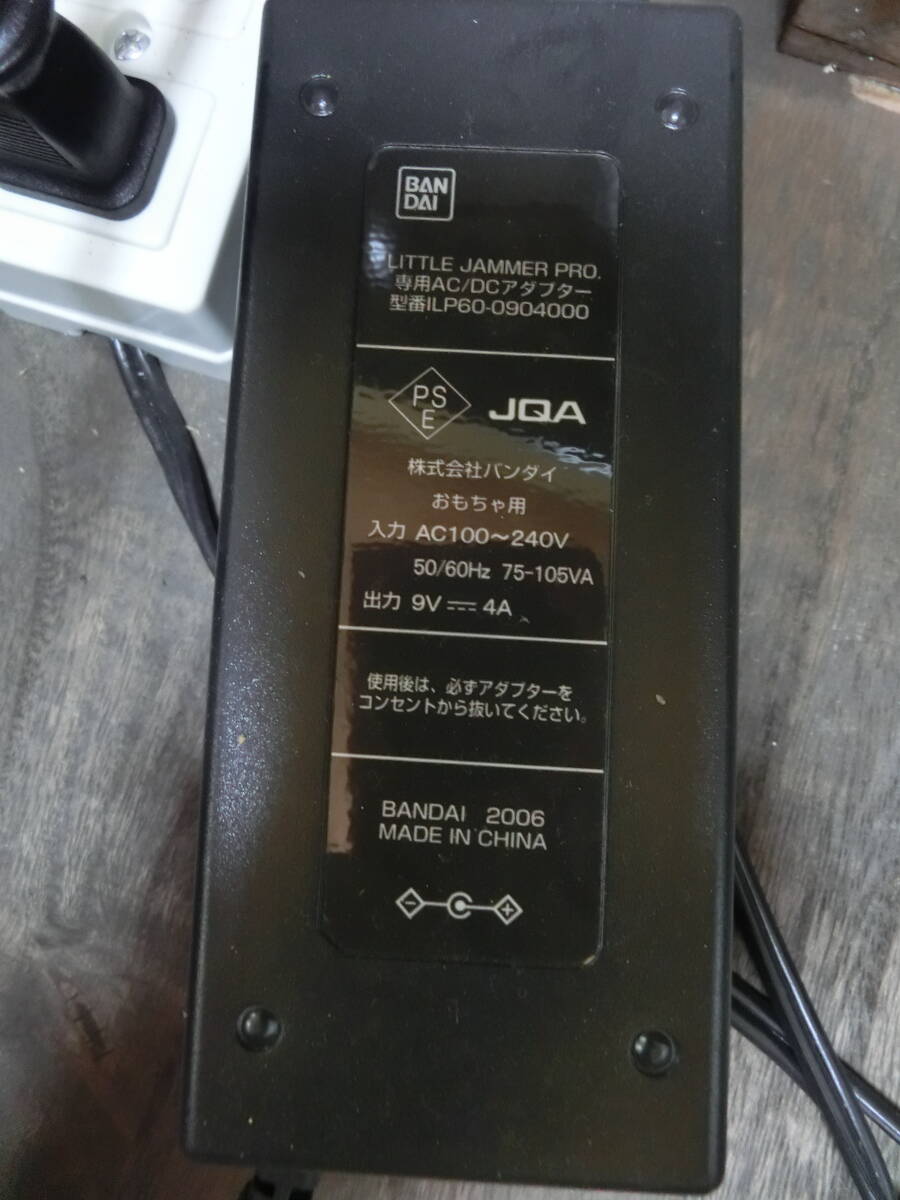 BAN
DAI
LITTLE JAMMER PRO.
専用AC/DCアダプター
型番ILP60-0904000
PS
E
JQA
株式会社バンダイ
おもちゃ用
入力 AC100～240V
50/60Hz 75-105VA
出力 9V⎓4A
使用後は、必ずアダプターを
コンセントから抜いてください。
BANDAI 2006
MADE IN CHINA
- +